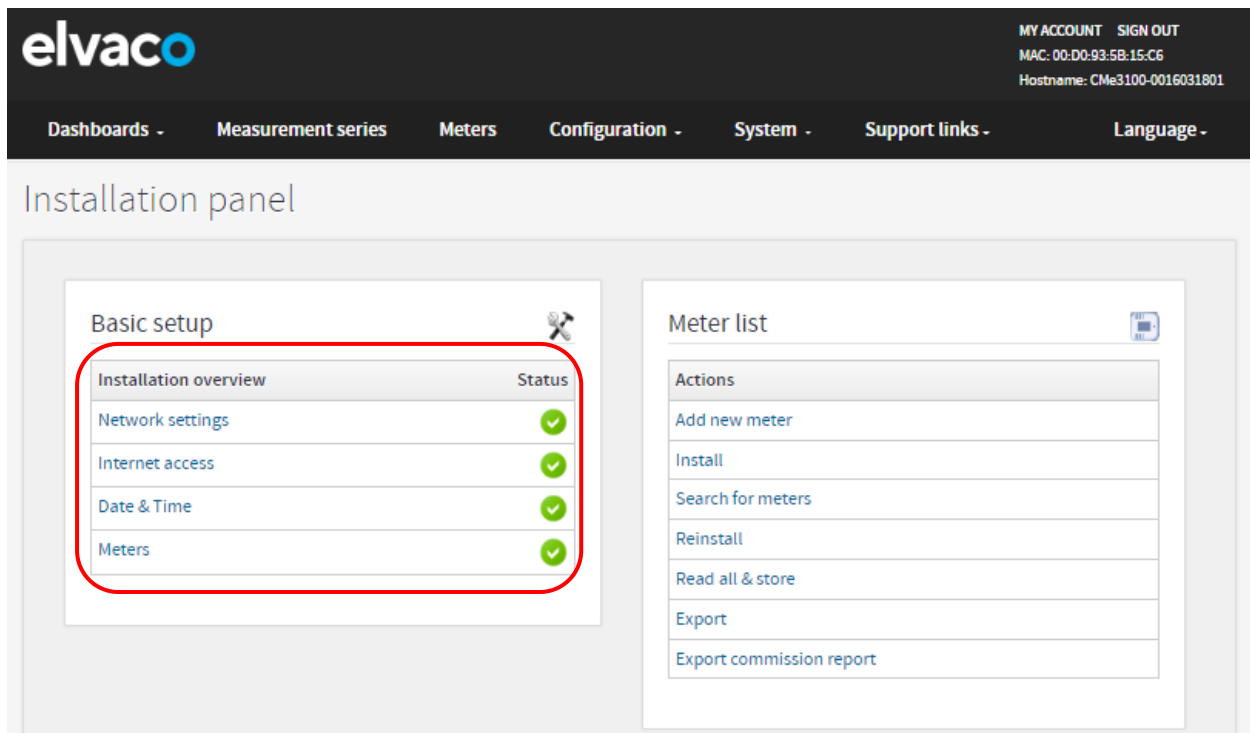 elvaco
MY ACCOUNT SIGN OUT
MAC: 00:D0:93:5B:15:C6
Hostname: CMe3100-0016031801
Dashboards Measurement series Meters Configuration System Support links Language
Installation panel
Basic setup
Installation overview Status
Network settings
Internet access
Date & Time
Meters
Meter list
Actions
Add new meter
Install
Search for meters
Reinstall
Read all & store
Export
Export commission report